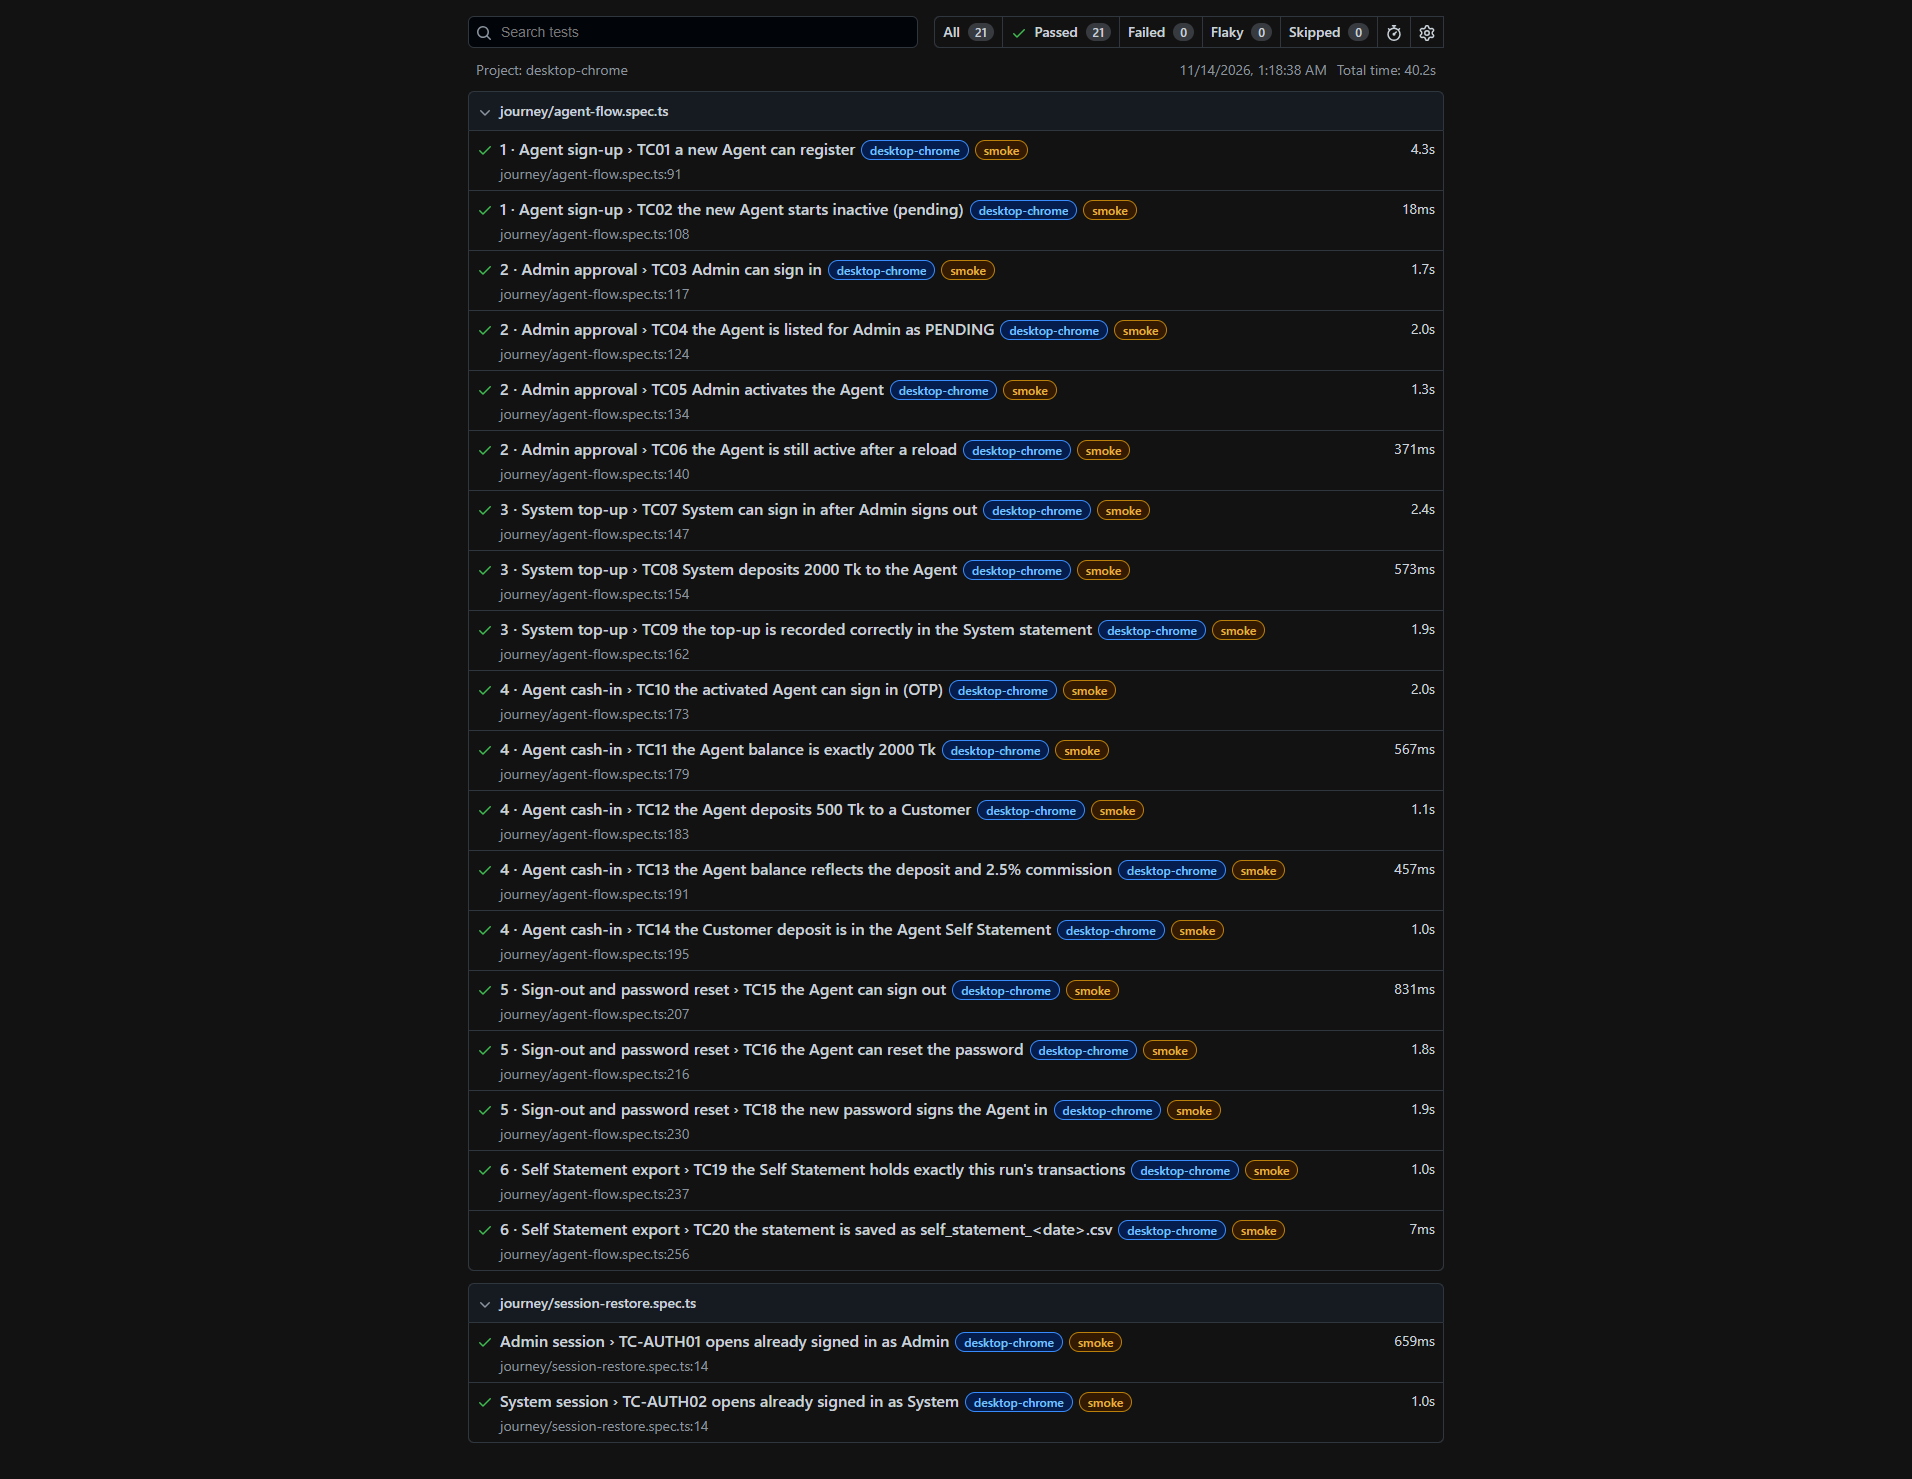 Search tests
All 21 Passed 21 Failed 0 Flaky 0 Skipped 0
Project: desktop-chrome 11/14/2026, 1:18:38 AM Total time: 40.2s
journey/agent-flow.spec.ts
1 · Agent sign-up › TC01 a new Agent can register desktop-chrome smoke 4.3s
journey/agent-flow.spec.ts:91
1 · Agent sign-up › TC02 the new Agent starts inactive (pending) desktop-chrome smoke 18ms
journey/agent-flow.spec.ts:108
2 · Admin approval › TC03 Admin can sign in desktop-chrome smoke 1.7s
journey/agent-flow.spec.ts:117
2 · Admin approval › TC04 the Agent is listed for Admin as PENDING desktop-chrome smoke 2.0s
journey/agent-flow.spec.ts:124
2 · Admin approval › TC05 Admin activates the Agent desktop-chrome smoke 1.3s
journey/agent-flow.spec.ts:134
2 · Admin approval › TC06 the Agent is still active after a reload desktop-chrome smoke 371ms
journey/agent-flow.spec.ts:140
3 · System top-up › TC07 System can sign in after Admin signs out desktop-chrome smoke 2.4s
journey/agent-flow.spec.ts:147
3 · System top-up › TC08 System deposits 2000 Tk to the Agent desktop-chrome smoke 573ms
journey/agent-flow.spec.ts:154
3 · System top-up › TC09 the top-up is recorded correctly in the System statement desktop-chrome smoke 1.9s
journey/agent-flow.spec.ts:162
4 · Agent cash-in › TC10 the activated Agent can sign in (OTP) desktop-chrome smoke 2.0s
journey/agent-flow.spec.ts:173
4 · Agent cash-in › TC11 the Agent balance is exactly 2000 Tk desktop-chrome smoke 567ms
journey/agent-flow.spec.ts:179
4 · Agent cash-in › TC12 the Agent deposits 500 Tk to a Customer desktop-chrome smoke 1.1s
journey/agent-flow.spec.ts:183
4 · Agent cash-in › TC13 the Agent balance reflects the deposit and 2.5% commission desktop-chrome smoke 457ms
journey/agent-flow.spec.ts:191
4 · Agent cash-in › TC14 the Customer deposit is in the Agent Self Statement desktop-chrome smoke 1.0s
journey/agent-flow.spec.ts:195
5 · Sign-out and password reset › TC15 the Agent can sign out desktop-chrome smoke 831ms
journey/agent-flow.spec.ts:207
5 · Sign-out and password reset › TC16 the Agent can reset the password desktop-chrome smoke 1.8s
journey/agent-flow.spec.ts:216
5 · Sign-out and password reset › TC18 the new password signs the Agent in desktop-chrome smoke 1.9s
journey/agent-flow.spec.ts:230
6 · Self Statement export › TC19 the Self Statement holds exactly this run's transactions desktop-chrome smoke 1.0s
journey/agent-flow.spec.ts:237
6 · Self Statement export › TC20 the statement is saved as self_statement_<date>.csv desktop-chrome smoke 7ms
journey/agent-flow.spec.ts:256
journey/session-restore.spec.ts
Admin session › TC-AUTH01 opens already signed in as Admin desktop-chrome smoke 659ms
journey/session-restore.spec.ts:14
System session › TC-AUTH02 opens already signed in as System desktop-chrome smoke 1.0s
journey/session-restore.spec.ts:14